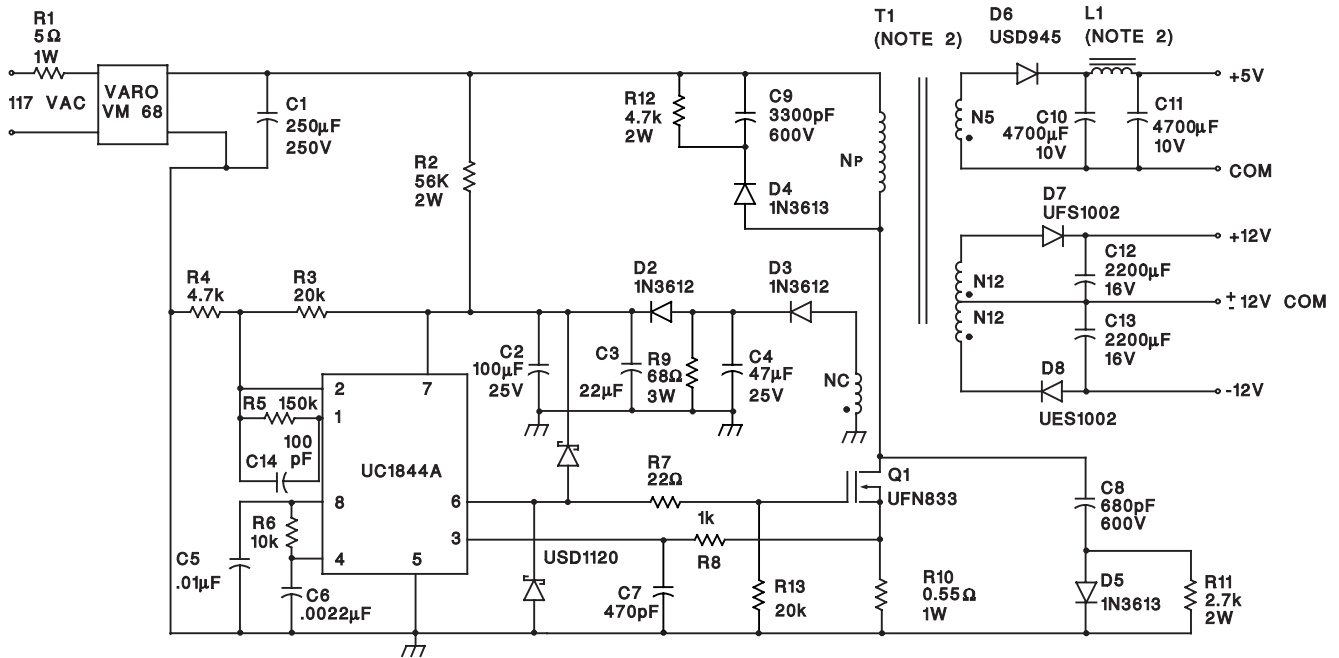 R1
5Ω
1W
117 VAC
VARO
VM 68
C1
250µF
250V
R2
56K
2W
R12
4.7k
2W
C9
3300pF
600V
D4
1N3613
NP
T1
(NOTE 2)
D6
USD945
L1
(NOTE 2)
+5V
N5
C10
4700µF
10V
C11
4700µF
10V
COM
D7
UFS1002
+12V
N12
C12
2200µF
16V
± 12V COM
N12
C13
2200µF
16V
D8
UES1002
-12V
R4
4.7k
R3
20k
D2
1N3612
D3
1N3612
C2
100µF
25V
C3
22µF
R9
68Ω
3W
C4
47µF
25V
NC
2
7
R5 150k
1
100
pF
C14
UC1844A
8
6
R6
10k
3
4
5
C5
.01µF
C6
.0022µF
USD1120
R7
22Ω
1k
R8
C7
470pF
R13
20k
Q1
UFN833
R10
0.55Ω
1W
C8
680pF
600V
D5
1N3613
R11
2.7k
2W